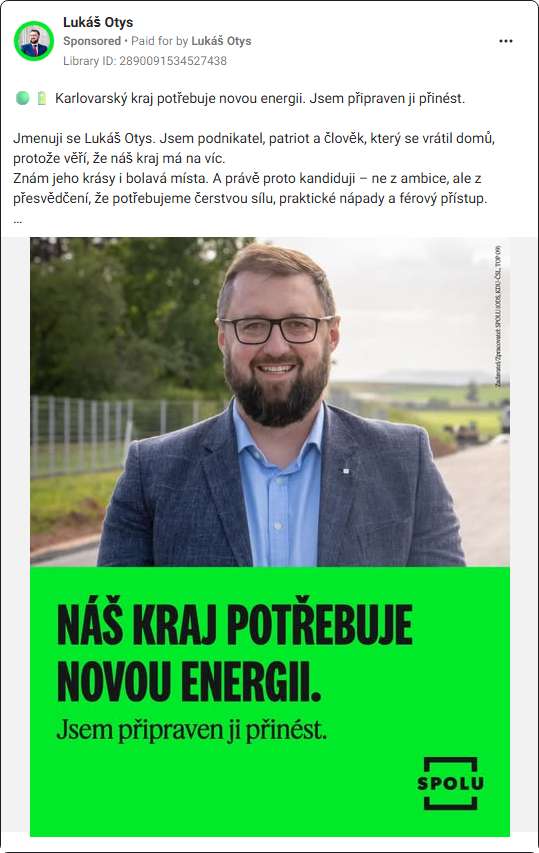 Lukáš Otys
Sponsored • Paid for by Lukáš Otys
Library ID: 2890091534527438
Karlovarský kraj potřebuje novou energii. Jsem připraven ji přinést.
Jmenuji se Lukáš Otys. Jsem podnikatel, patriot a člověk, který se vrátil domů,
protože věří, že náš kraj má na víc.
Znám jeho krásy i bolavá místa. A právě proto kandiduji – ne z ambice, ale z
přesvědčení, že potřebujeme čerstvou sílu, praktické nápady a férový přístup.
...
Zadavatel/Zpracovatel: SPOLU (ODS, KDU-ČSL, TOP 09)
NÁŠ KRAJ POTŘEBUJE
NOVOU ENERGII.
Jsem připraven ji přinést.
SPOLU